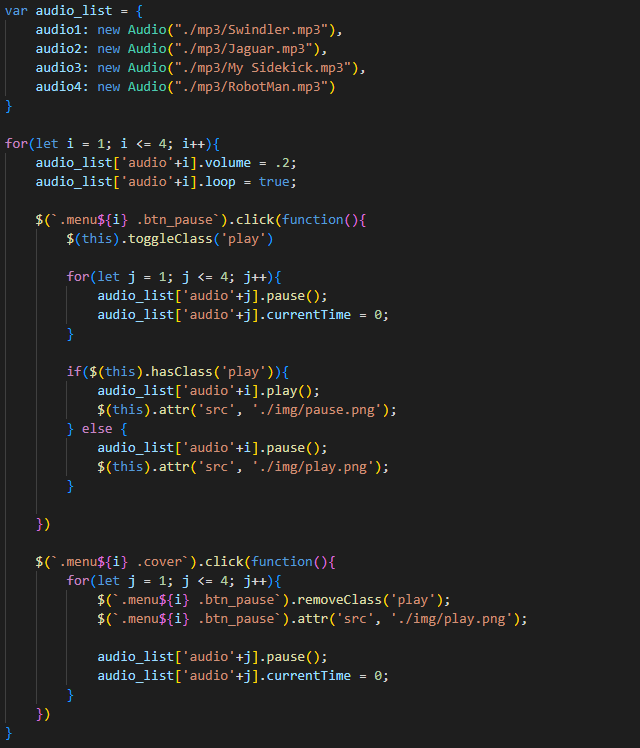 var audio_list = {
    audio1: new Audio("./mp3/Swindler.mp3"),
    audio2: new Audio("./mp3/Jaguar.mp3"),
    audio3: new Audio("./mp3/My Sidekick.mp3"),
    audio4: new Audio("./mp3/RobotMan.mp3")
}

for(let i = 1; i <= 4; i++){
    audio_list['audio'+i].volume = .2;
    audio_list['audio'+i].loop = true;

    $(`.menu${i} .btn_pause`).click(function(){
        $(this).toggleClass('play')

        for(let j = 1; j <= 4; j++){
            audio_list['audio'+j].pause();
            audio_list['audio'+j].currentTime = 0;
        }

        if($(this).hasClass('play')){
            audio_list['audio'+i].play();
            $(this).attr('src', './img/pause.png');
        } else {
            audio_list['audio'+i].pause();
            $(this).attr('src', './img/play.png');
        }

    })

    $(`.menu${i} .cover`).click(function(){
        for(let j = 1; j <= 4; j++){
            $(`.menu${i} .btn_pause`).removeClass('play');
            $(`.menu${i} .btn_pause`).attr('src', './img/play.png');

            audio_list['audio'+j].pause();
            audio_list['audio'+j].currentTime = 0;
        }
    })
}